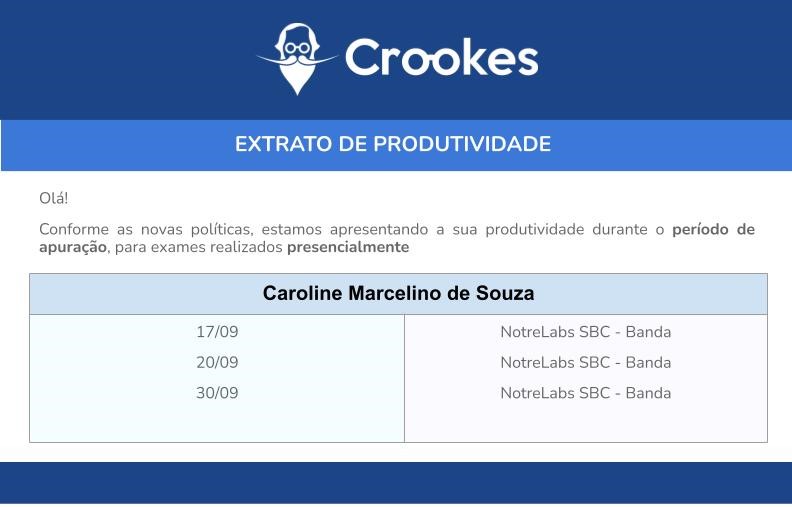 Crookes
EXTRATO DE PRODUTIVIDADE
Olá!
Conforme as novas políticas, estamos apresentando a sua produtividade durante o período de
apuração, para exames realizados presencialmente
Caroline Marcelino de Souza
17/09 NotreLabs SBC - Banda
20/09 NotreLabs SBC - Banda
30/09 NotreLabs SBC - Banda